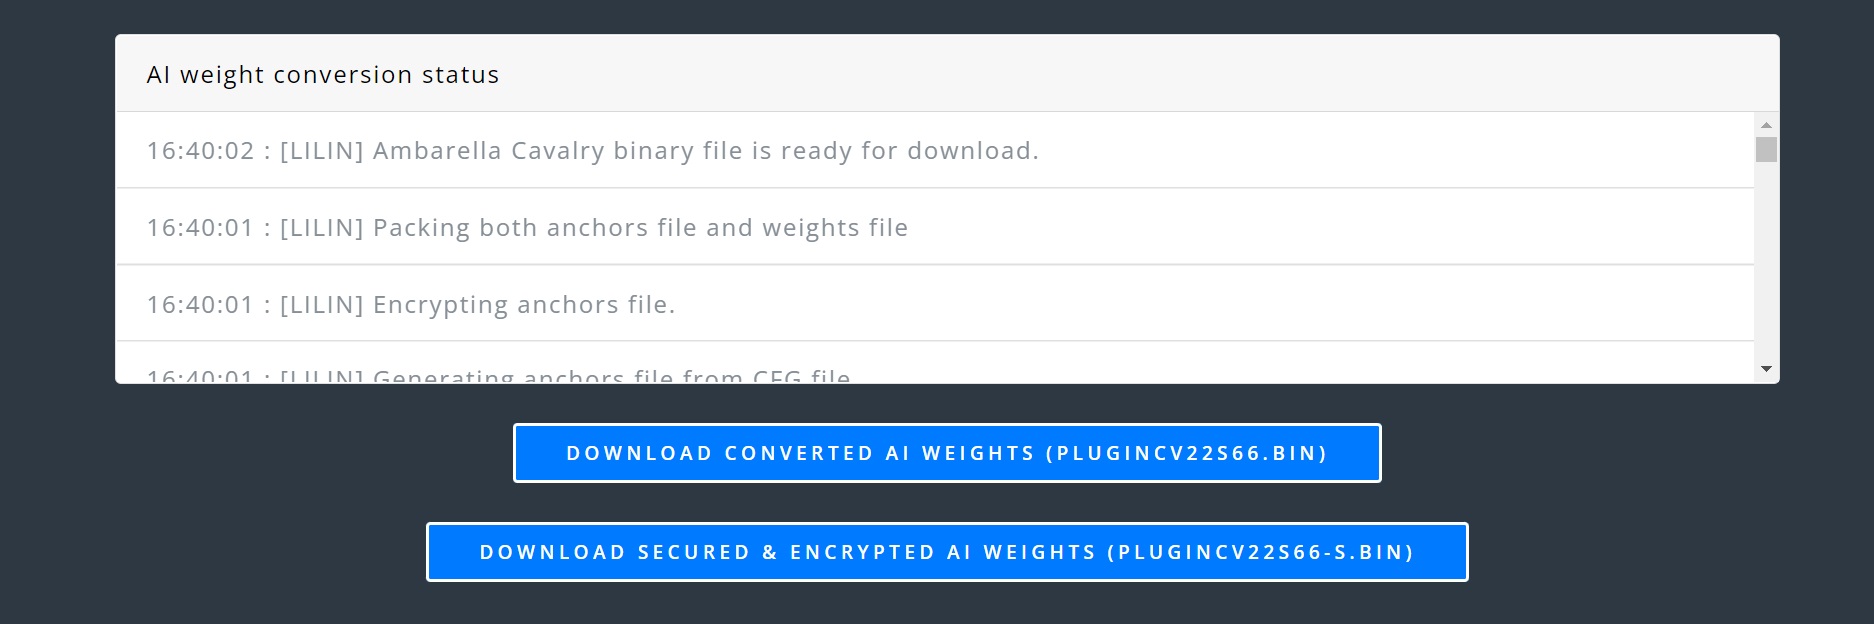 AI weight conversion status
16:40:02 : [LILIN] Ambarella Cavalry binary file is ready for download.
16:40:01 : [LILIN] Packing both anchors file and weights file
16:40:01 : [LILIN] Encrypting anchors file.
16:40:01 : [LILIN] Generating anchors file from CFG file
DOWNLOAD CONVERTED AI WEIGHTS (PLUGINCV22S66.BIN)
DOWNLOAD SECURED & ENCRYPTED AI WEIGHTS (PLUGINCV22S66-S.BIN)